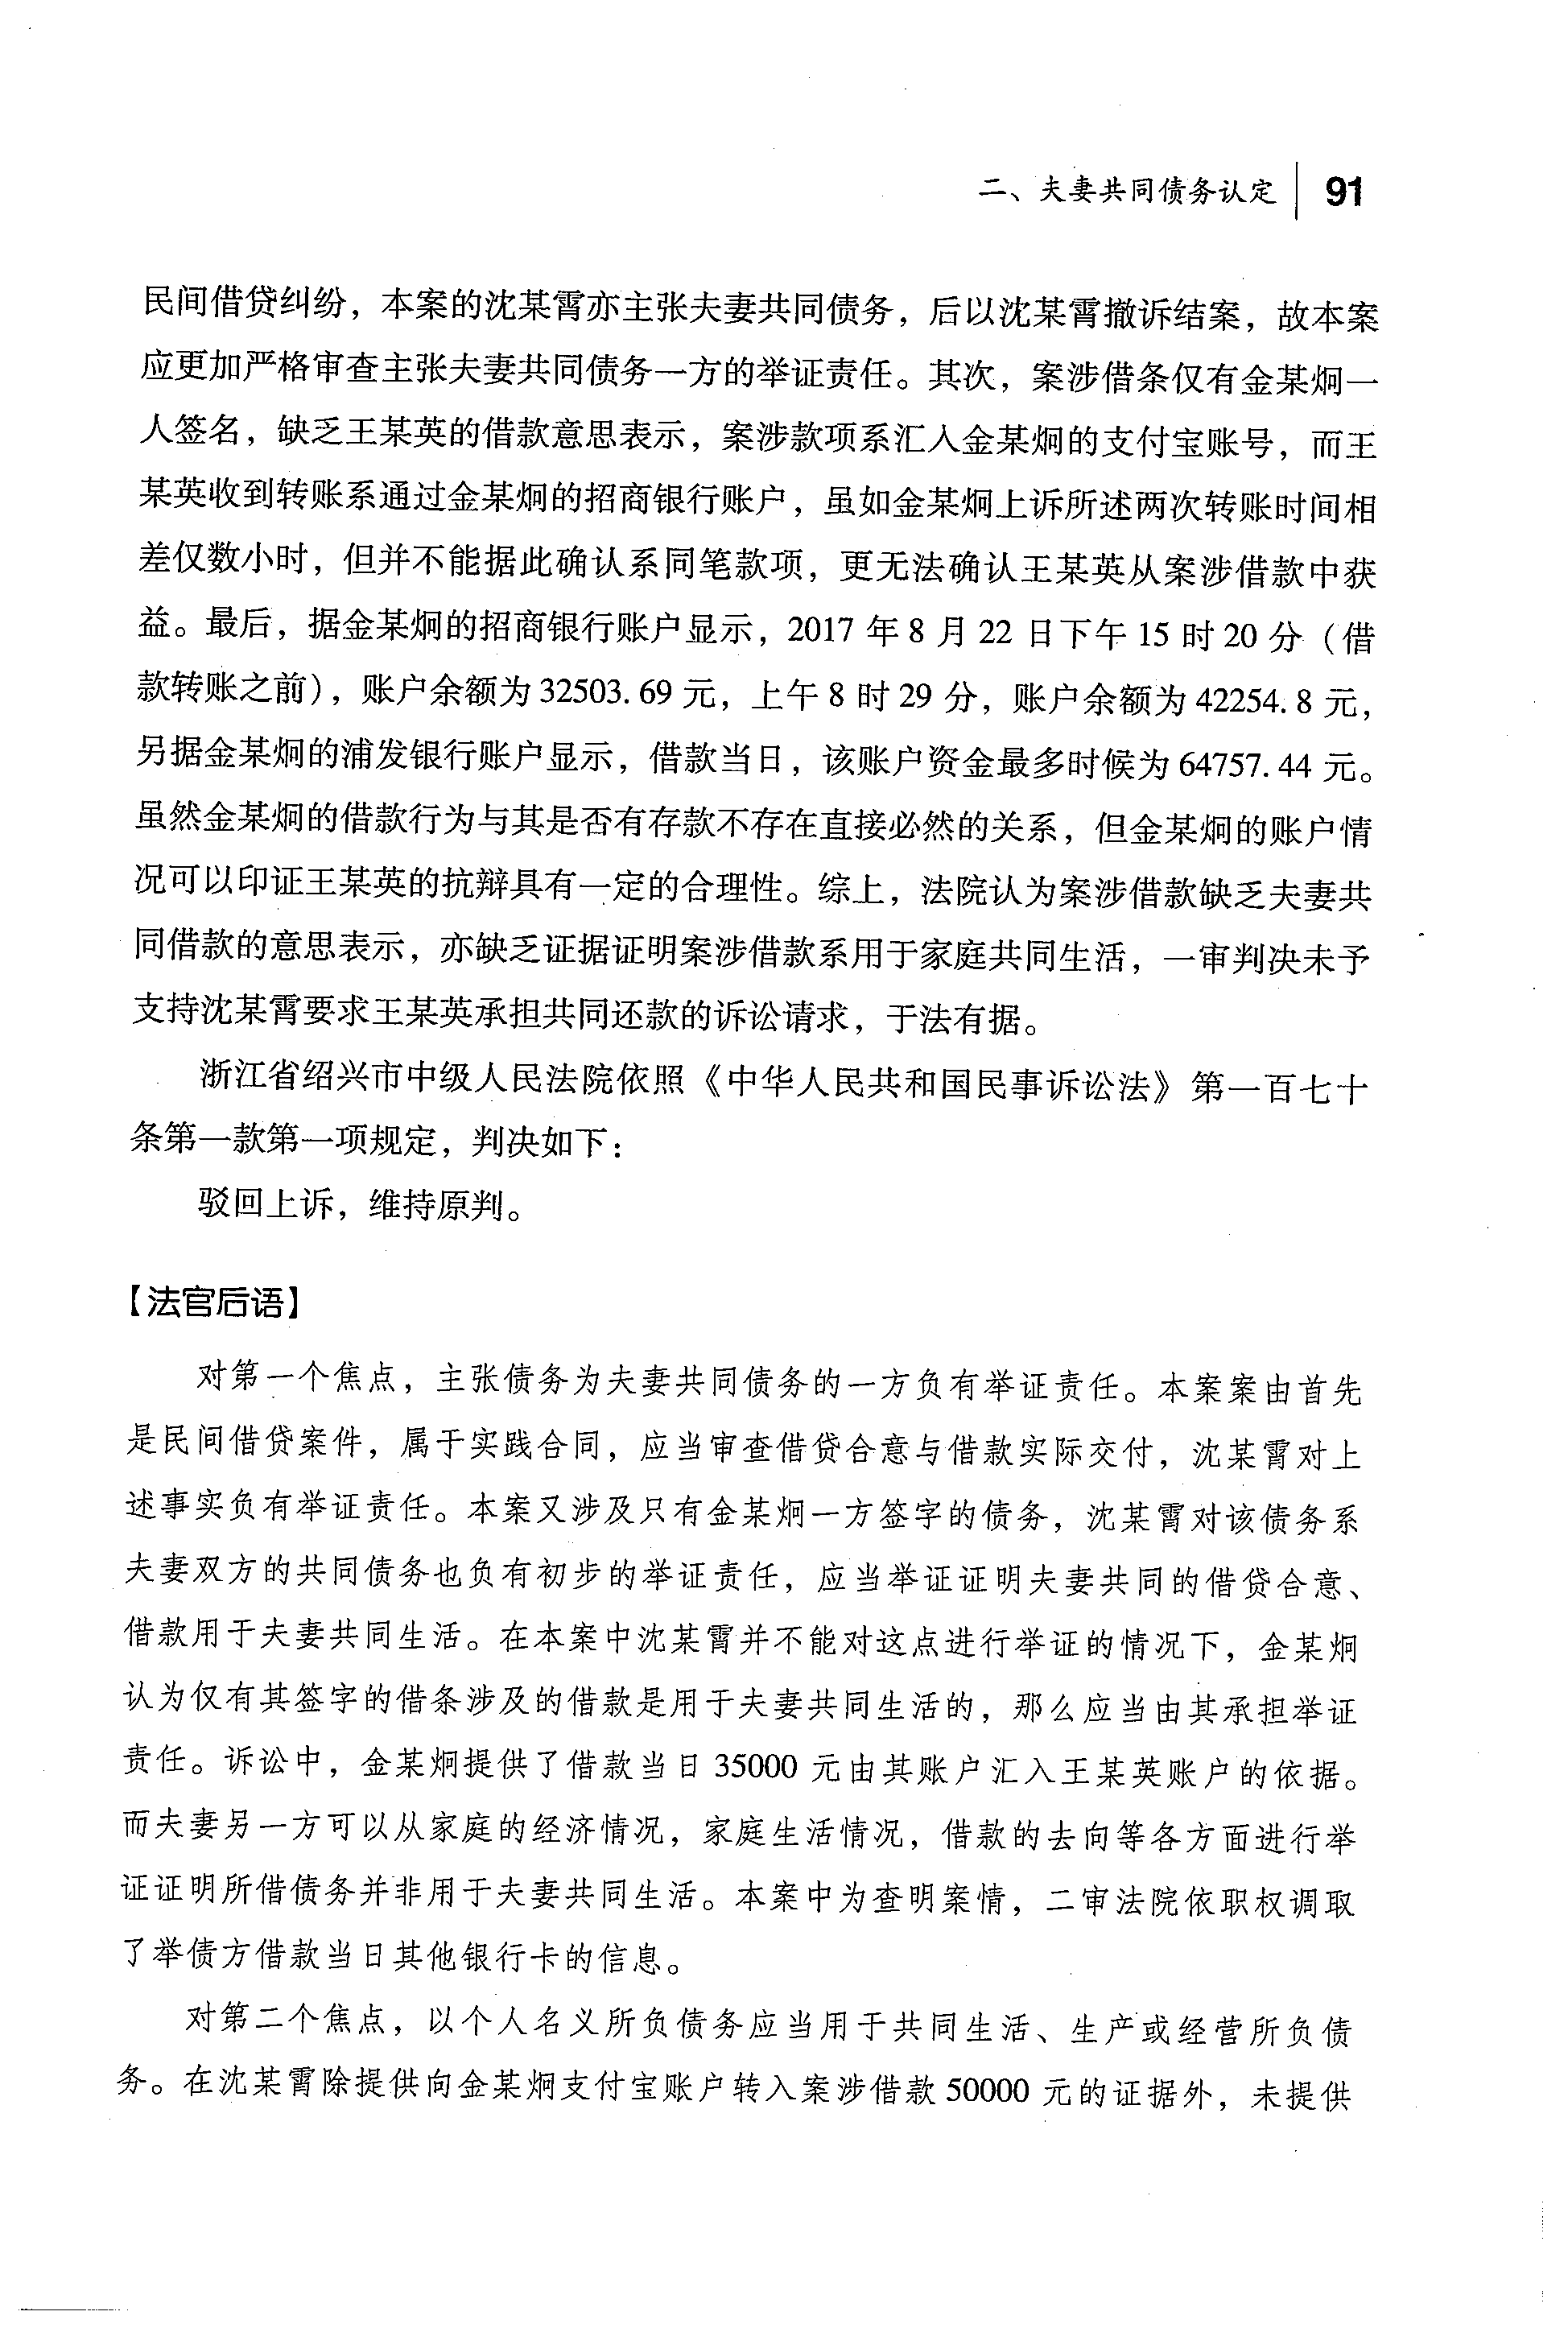 二、夫妻共同债务认定 91
民间借贷纠纷，本案的沈某霄亦主张夫妻共同债务，后以沈某霄撤诉结案，故本案
应更加严格审查主张夫妻共同债务一方的举证责任。其次，案涉借条仅有金某炯一
人签名，缺乏王某英的借款意思表示，案涉款项系汇入金某炯的支付宝账号，而王
某英收到转账系通过金某炯的招商银行账户，虽如金某炯上诉所述两次转账时间相
差仅数小时，但并不能据此确认系同笔款项，更无法确认王某英从案涉借款中获
益。最后，据金某炯的招商银行账户显示，2017 年 8 月 22 日下午 15 时 20 分（借
款转账之前），账户余额为 32503.69 元，上午 8 时 29 分，账户余额为 42254.8 元，
另据金某炯的浦发银行账户显示，借款当日，该账户资金最多时候为 64757.44 元。
虽然金某炯的借款行为与其是否有存款不存在直接必然的关系，但金某炯的账户情
况可以印证王某英的抗辩具有一定的合理性。综上，法院认为案涉借款缺乏夫妻共
同借款的意思表示，亦缺乏证据证明案涉借款系用于家庭共同生活，一审判决未予
支持沈某霄要求王某英承担共同还款的诉讼请求，于法有据。
浙江省绍兴市中级人民法院依照《中华人民共和国民事诉讼法》第一百七十
条第一款第一项规定，判决如下：
驳回上诉，维持原判。
【法官后语】
对第一个焦点，主张债务为夫妻共同债务的一方负有举证责任。本案案由首先
是民间借贷案件，属于实践合同，应当审查借贷合意与借款实际交付，沈某霄对上
述事实负有举证责任。本案又涉及只有金某炯一方签字的债务，沈某霄对该债务系
夫妻双方的共同债务也负有初步的举证责任，应当举证证明夫妻共同的借贷合意、
借款用于夫妻共同生活。在本案中沈某霄并不能对这点进行举证的情况下，金某炯
认为仅有其签字的借条涉及的借款是用于夫妻共同生活的，那么应当由其承担举证
责任。诉讼中，金某炯提供了借款当日 35000 元由其账户汇入王某英账户的依据。
而夫妻另一方可以从家庭的经济情况，家庭生活情况，借款的去向等各方面进行举
证证明所借债务并非用于夫妻共同生活。本案中为查明案情，二审法院依职权调取
了举债方借款当日其他银行卡的信息。
对第二个焦点，以个人名义所负债务应当用于共同生活、生产或经营所负债
务。在沈某霄除提供向金某炯支付宝账户转入案涉借款 50000 元的证据外，未提供